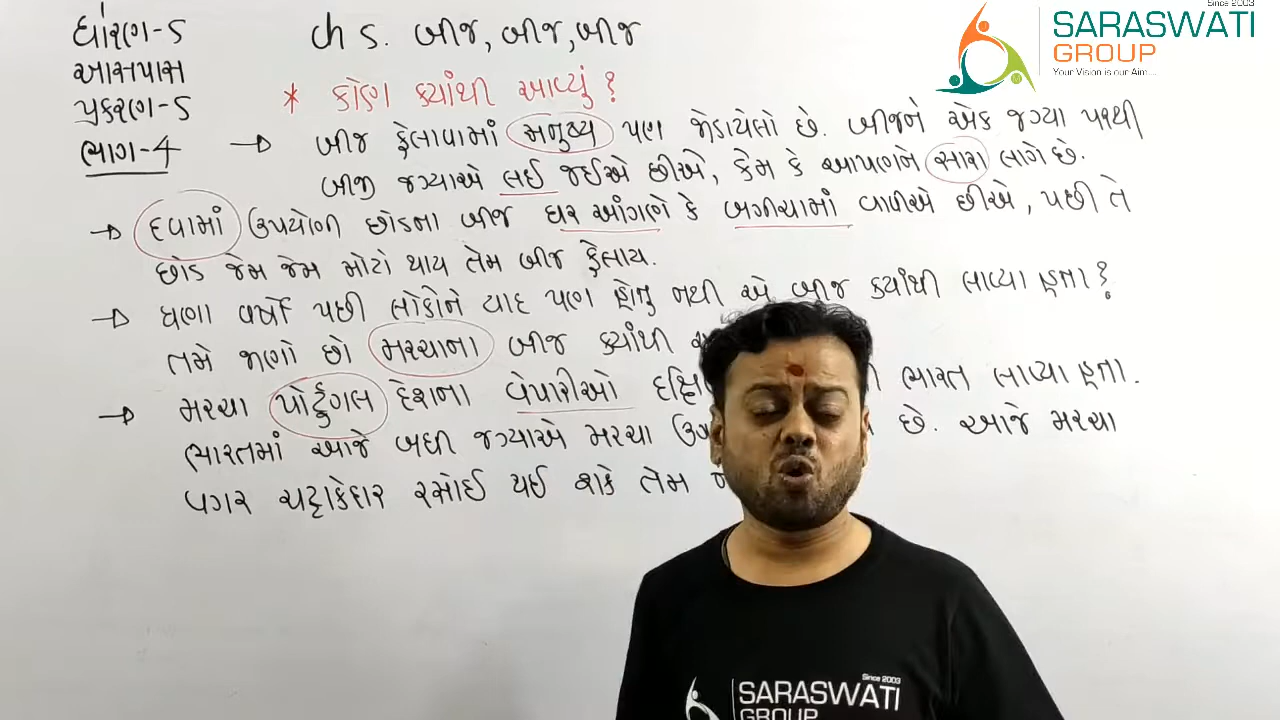 ધોરણ-5
આસપાસ
પ્રકરણ-5
ભાગ-4
ch 5. બીજ, બીજ, બીજ
* કોણ ક્યાંથી આવ્યું ?
→ બીજ ફેલાવામાં મનુષ્ય પણ જોડાયેલો છે. બીજને એક જગ્યા પરથી
બીજી જગ્યાએ લઈ જઈએ છીએ, કેમ કે આપણને સારા લાગે છે.
→ દવામાં ઉપયોગી છોડના બીજ ઘર આંગણે કે બગીચામાં વાવીએ છીએ, પછી તે
છોડ જેમ જેમ મોટો થાય તેમ બીજ ફેલાય.
→ ઘણા વર્ષો પછી લોકોને યાદ પણ હોતુ નથી એ બીજ ક્યાંથી લાવ્યા હતા ?
તમે જાણો છો મરચાના બીજ ક્યાંથી
→ મરચા પોર્ટુગલ દેશના વેપારીઓ ભારત લાવ્યા હતા.
ભારતમાં આજે બધી જગ્યાએ મરચા છે. આજે મરચા
વગર ચટ્ટાકેદાર રસોઈ થઈ શકે તેમ
SARASWATI
GROUP
Since 2003
Your Vision is our Aim...
Since 2003
SARASWATI
GROUP